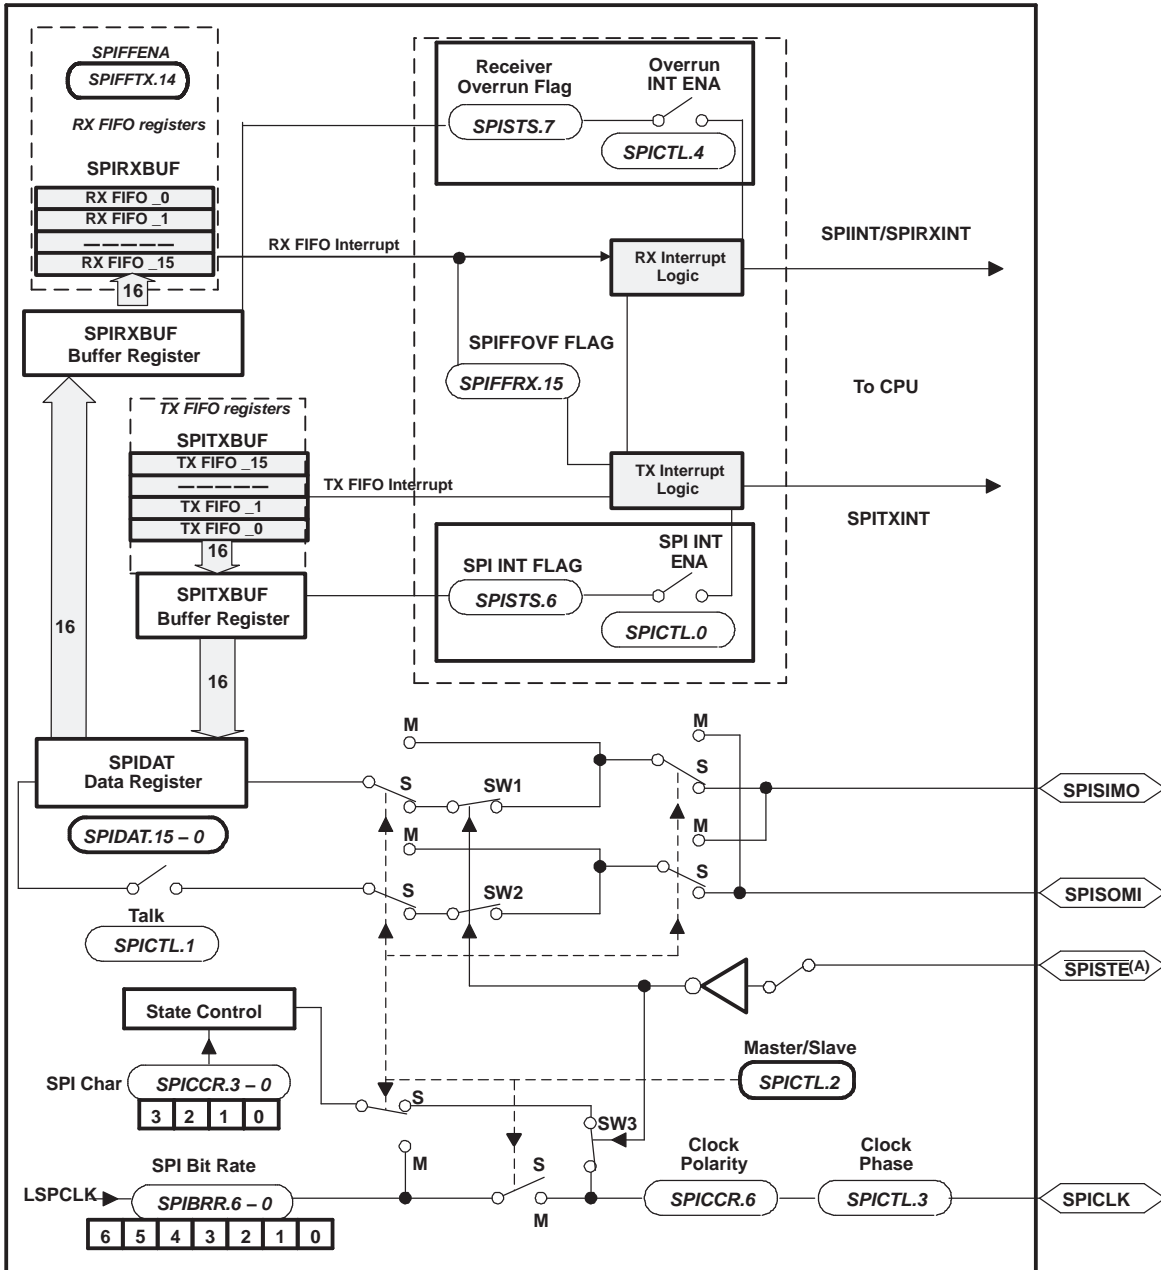 SPIFFENA
SPIFFTX.14
RX FIFO registers
SPIRXBUF
RX FIFO _0
RX FIFO _1
— — — — —
RX FIFO _15
16
SPIRXBUF
Buffer Register
Receiver
Overrun Flag
SPISTS.7
Overrun
INT ENA
SPICTL.4
RX FIFO Interrupt
RX Interrupt
Logic
SPIINT/SPIRXINT
SPIFFOVF FLAG
SPIFFRX.15
To CPU
TX FIFO registers
SPITXBUF
TX FIFO _15
— — — — —
TX FIFO _1
TX FIFO _0
16
TX FIFO Interrupt
TX Interrupt
Logic
SPITXINT
SPITXBUF
Buffer Register
SPI INT FLAG
SPISTS.6
SPI INT
ENA
SPICTL.0
16
16
SPIDAT
Data Register
SPIDAT.15 – 0
M
S
SW1
M
S
SPISIMO
M
S
SW2
M
S
SPISOMI
Talk
SPICTL.1
SPISTE(A)
State Control
Master/Slave
SPICTL.2
SPI Char
SPICCR.3 – 0
3 2 1 0
S
M
SW3
SPI Bit Rate
LSPCLK
SPIBRR.6 – 0
6 5 4 3 2 1 0
S
M
Clock
Polarity
SPICCR.6
Clock
Phase
SPICTL.3
SPICLK